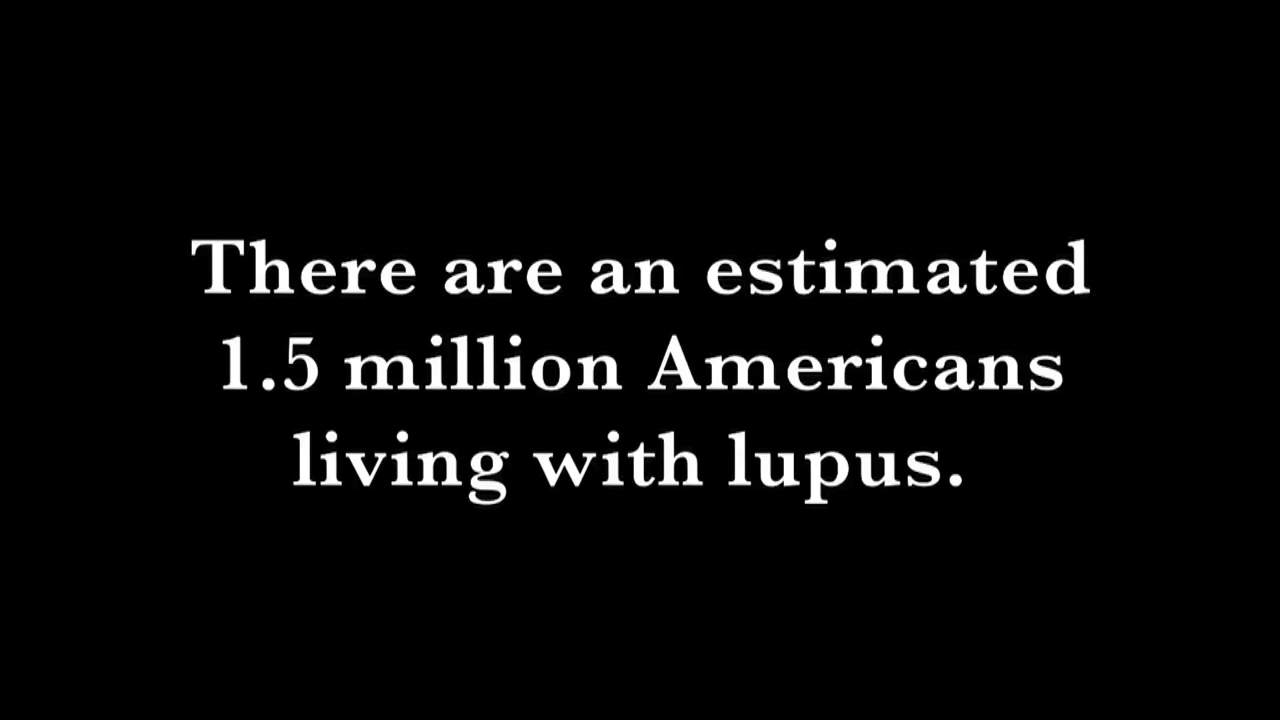 There are an estimated
1.5 million Americans
living with lupus.